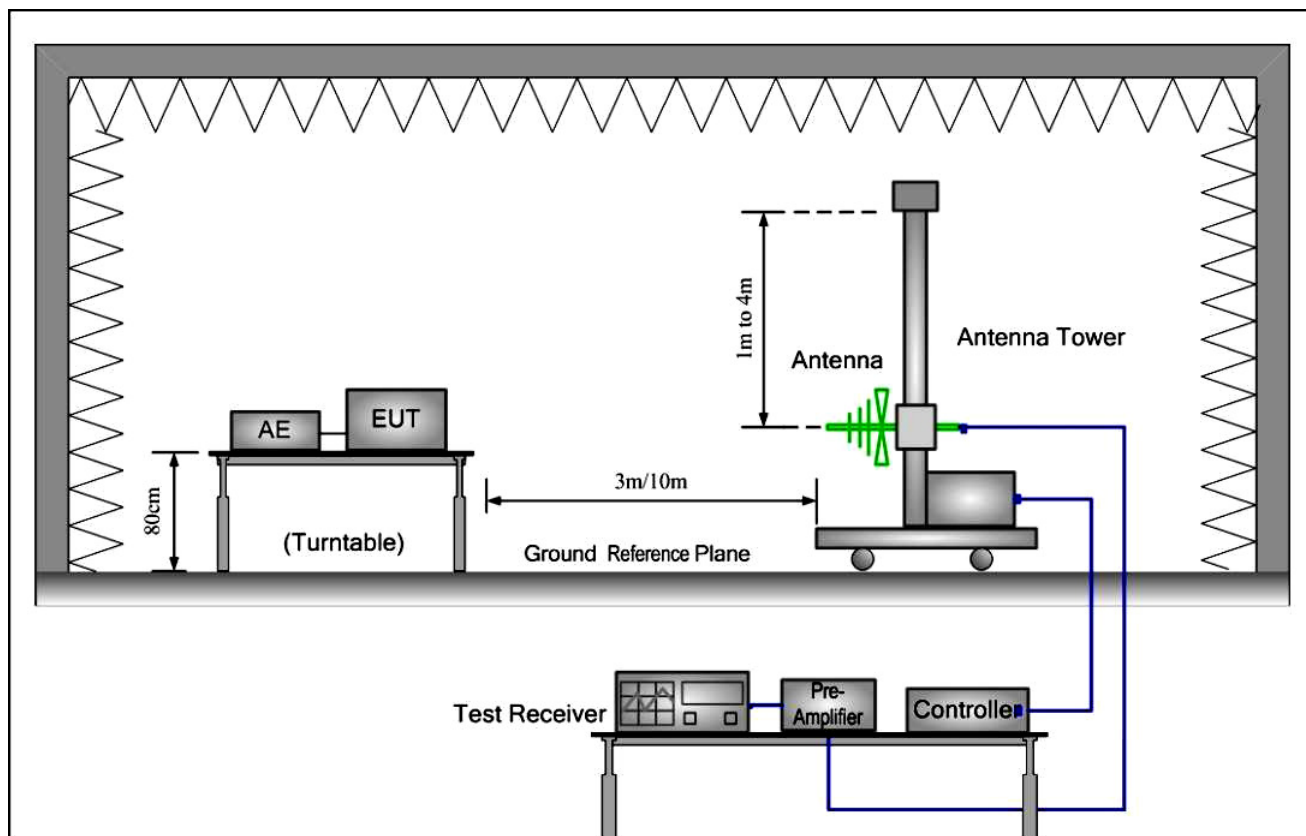 1m to 4m
Antenna
Antenna Tower
AE
EUT
80cm
3m/10m
(Turntable)
Ground Reference Plane
Test Receiver
Pre-
Amplifier
Controller